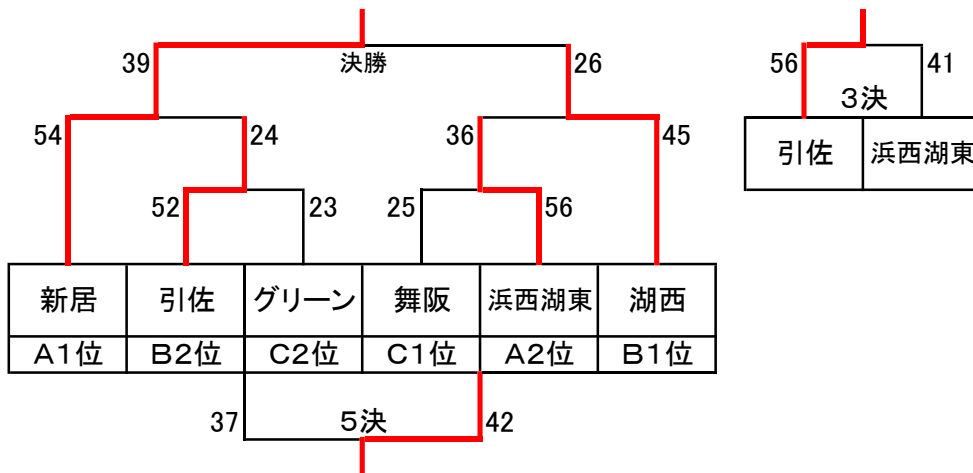 39 決勝 26
56 41
3決
引佐 浜西湖東
54 24 36 45
52 23 25 56
新居 引佐 グリーン 舞阪 浜西湖東 湖西
A1位 B2位 C2位 C1位 A2位 B1位
37 5決 42